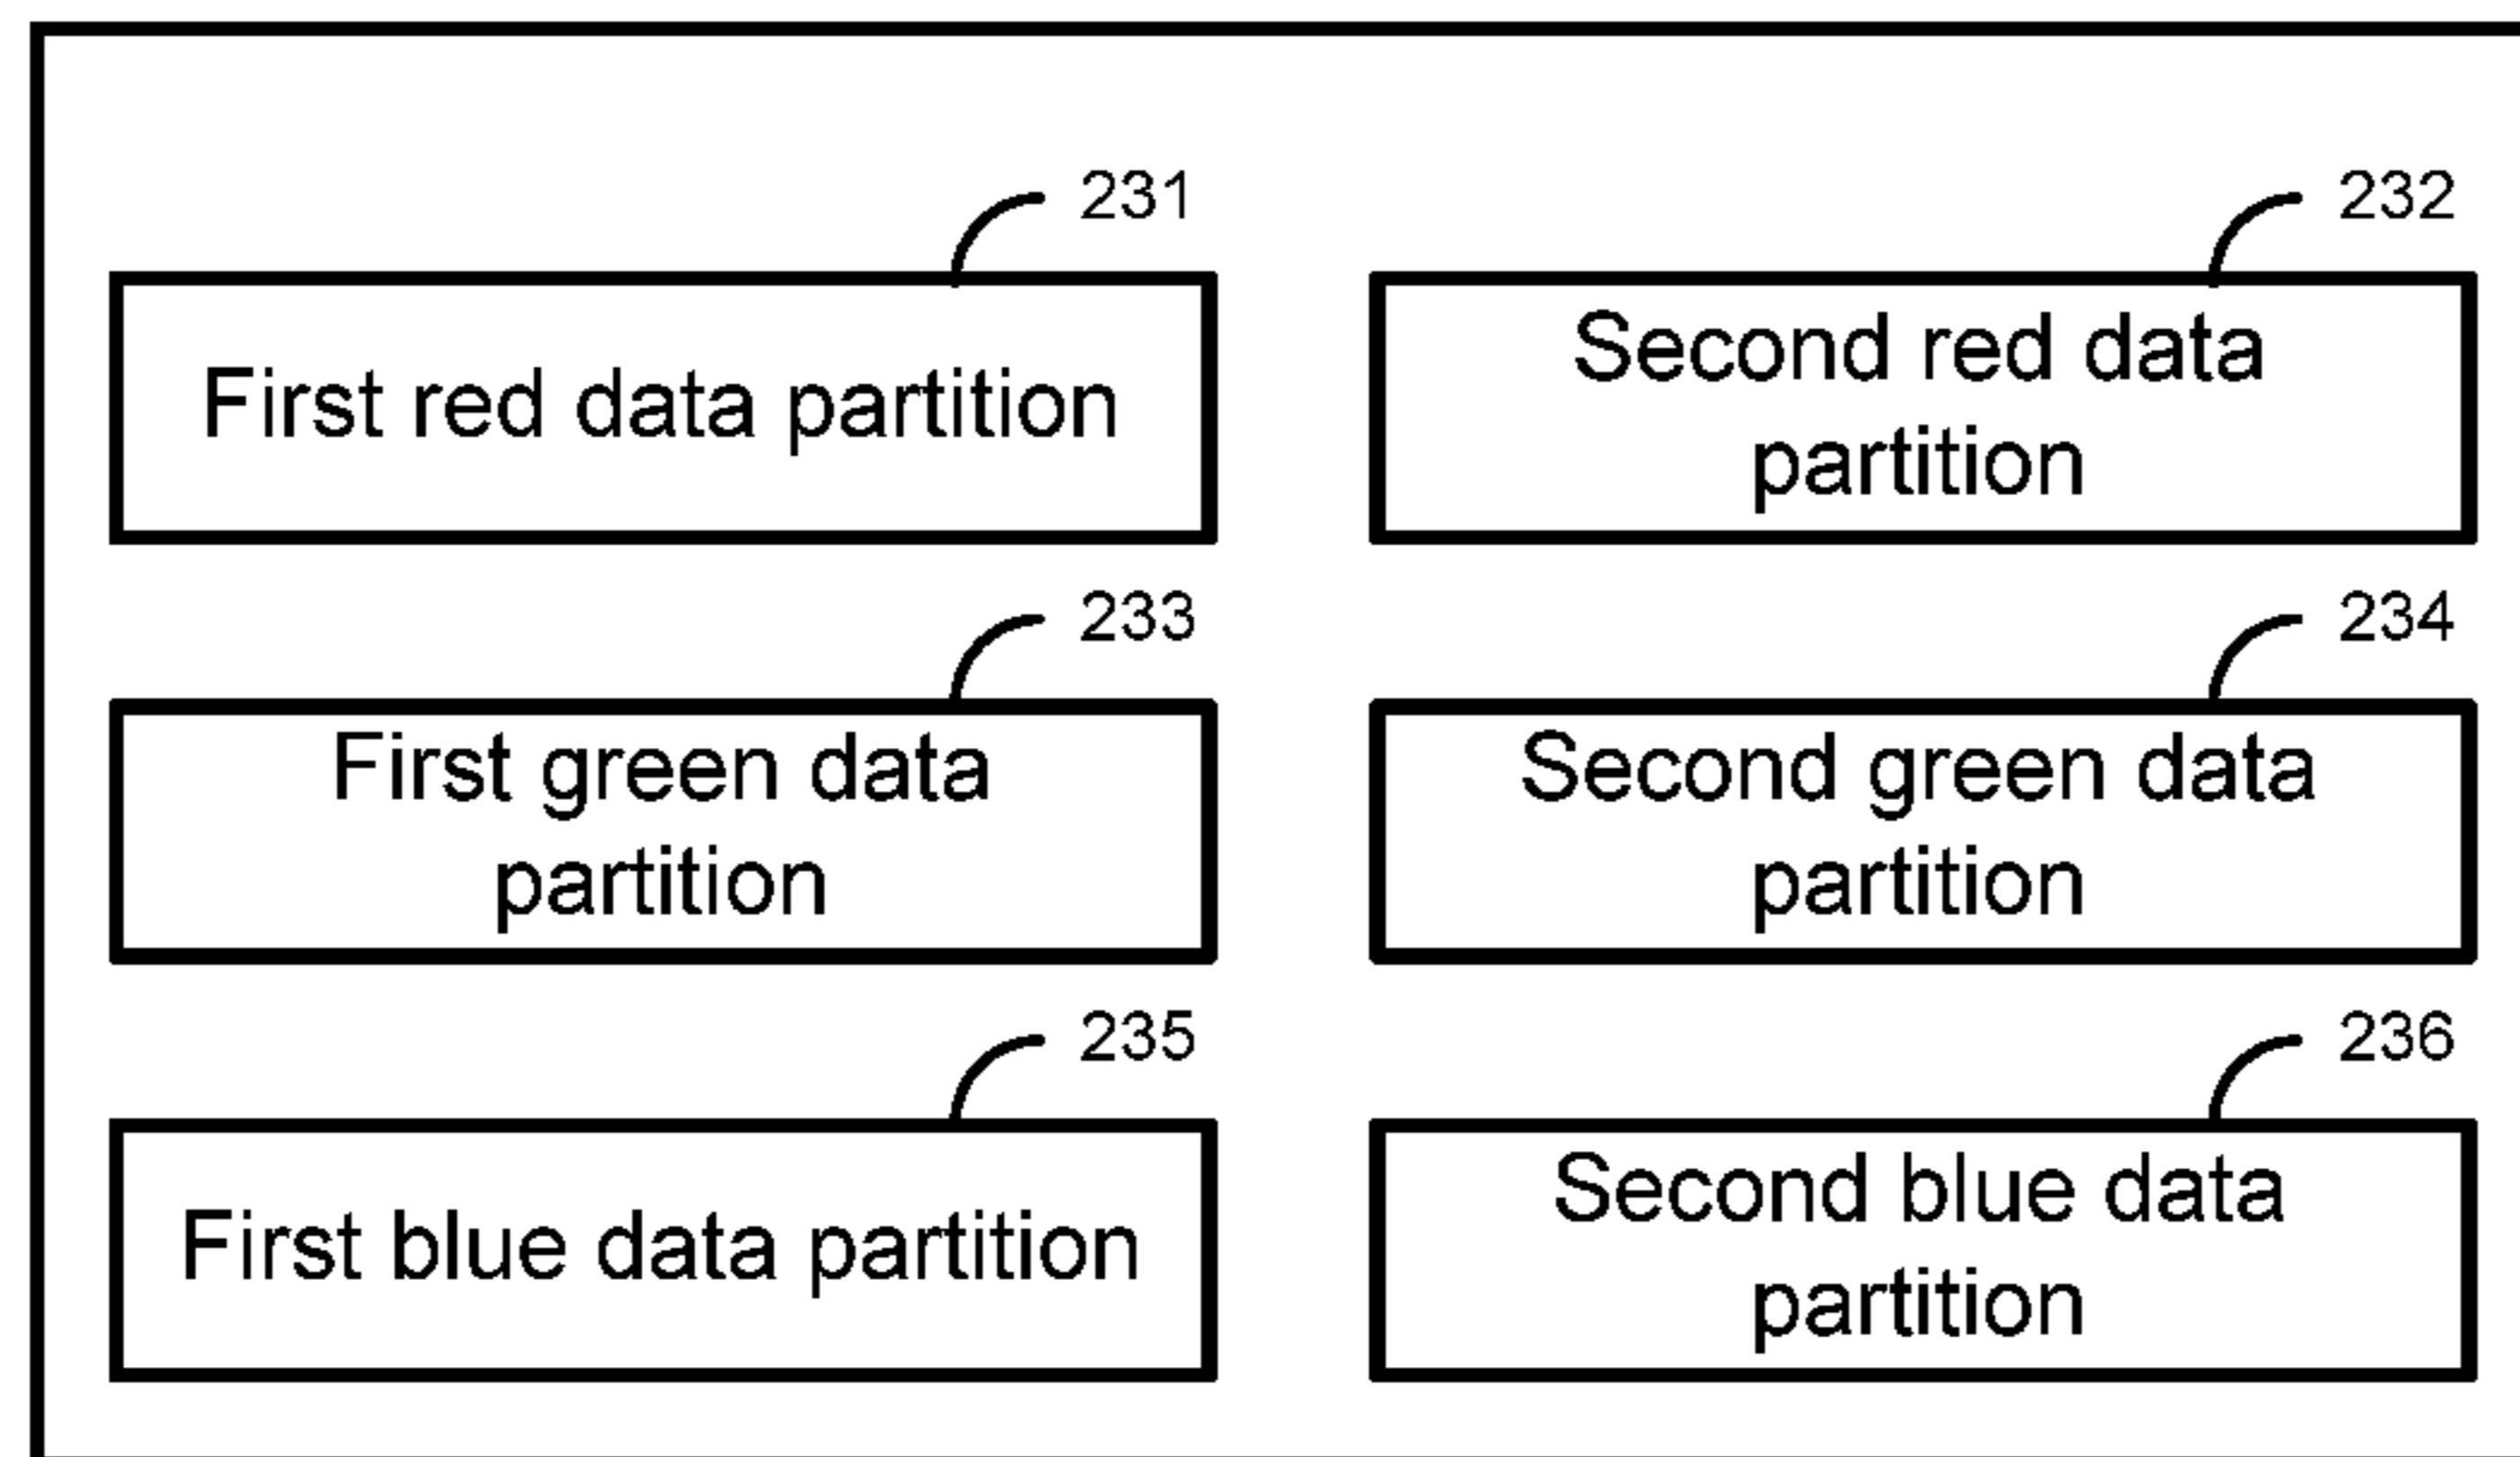 231
First red data partition
232
Second red data
partition
233
First green data
partition
234
Second green data
partition
235
First blue data partition
236
Second blue data
partition